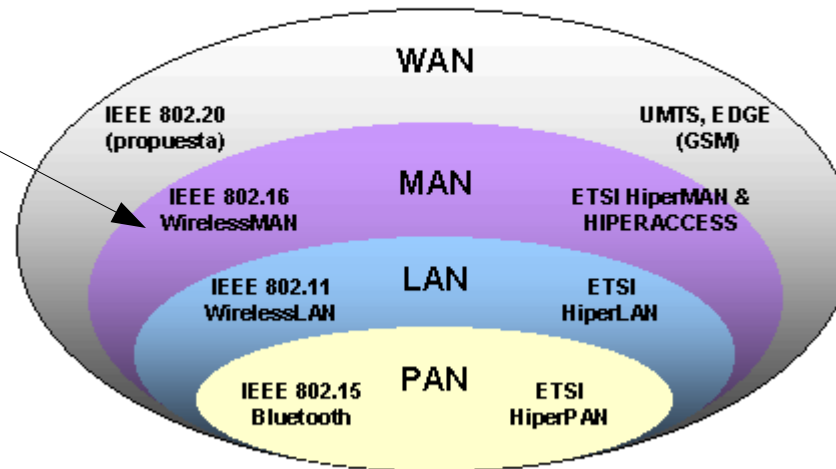 WAN
IEEE 802.20
(propuesta)
UMTS, EDGE
(GSM)
MAN
IEEE 802.16
WirelessMAN
ETSI HiperMAN &
HIPERACCESS
LAN
IEEE 802.11
WirelessLAN
ETSI
HiperLAN
PAN
IEEE 802.15
Bluetooth
ETSI
HiperPAN